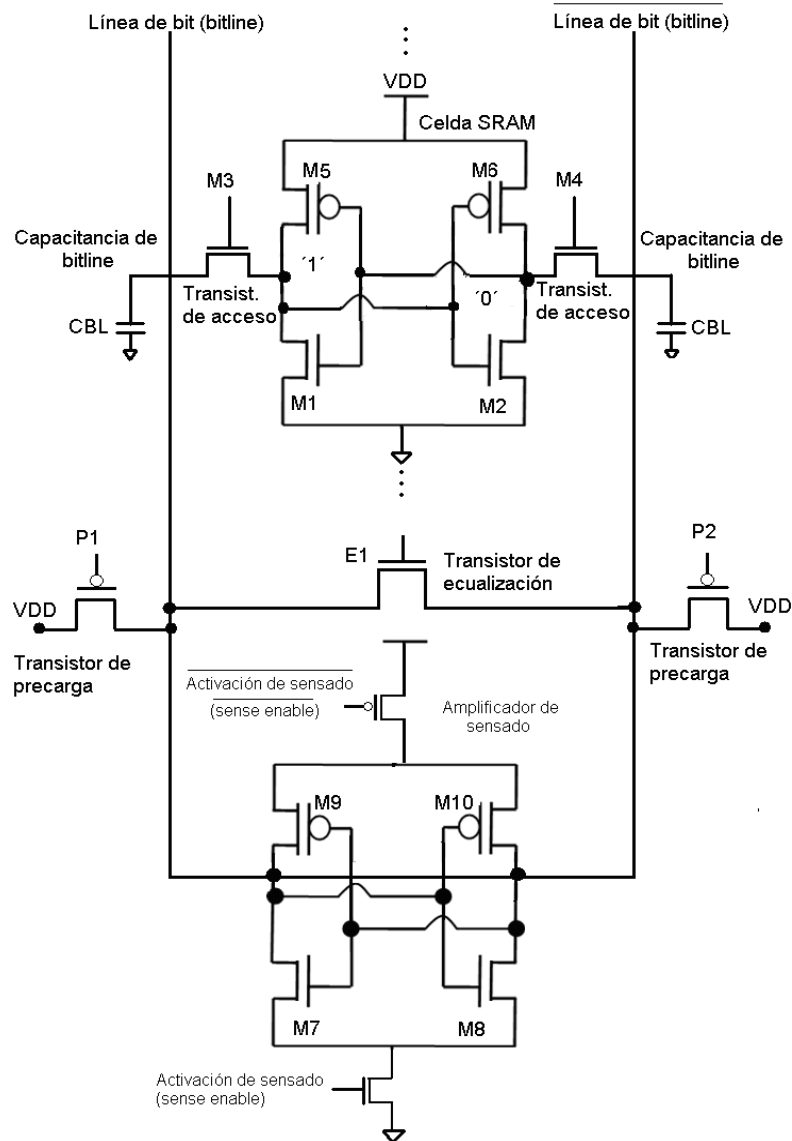 Línea de bit (bitline)
Línea de bit (bitline)
VDD
Celda SRAM
M5
M6
M3
M4
Capacitancia de
bitline
Capacitancia de
bitline
´1´
´0´
Transist.
de acceso
Transist.
de acceso
CBL
CBL
M1
M2
P1
P2
E1
Transistor de
ecualización
VDD
VDD
Transistor de
precarga
Transistor de
precarga
Activación de sensado
(sense enable)
Amplificador de
sensado
M9
M10
M7
M8
Activación de sensado
(sense enable)